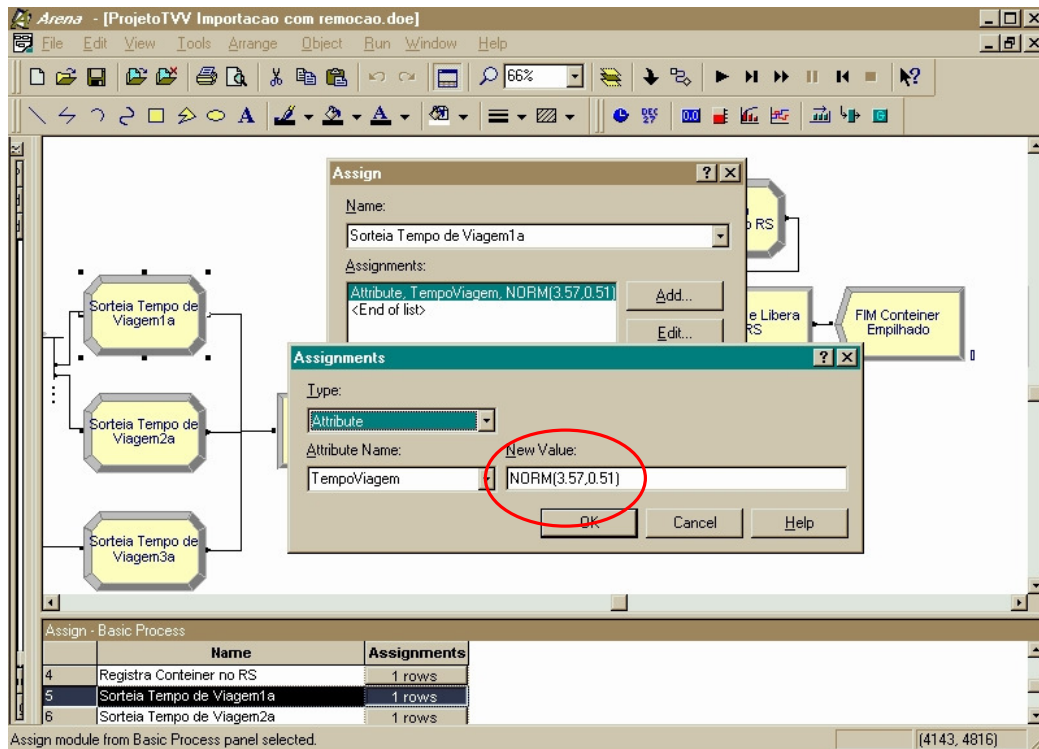 Arena - [ProjetoTVV Importacao com remocao.doe]
File Edit View Tools Arrange Object Run Window Help
66%
Assign
Name:
Sorteia Tempo de Viagem1a
Assignments:
Attribute, TempoViagem, NORM(3.57,0.51)
<End of list>
Add...
Edit...
RS
Sorteia Tempo de
Viagem1a
e Libera
RS
FIM Conteiner
Empilhado
Assignments
Type:
Attribute
Attribute Name:
New Value:
TempoViagem
NORM(3.57,0.51)
OK
Cancel
Help
Sorteia Tempo de
Viagem2a
Sorteia Tempo de
Viagem3a
Assign - Basic Process
Name Assignments
4 Registra Conteiner no RS 1 rows
5 Sorteia Tempo de Viagem1a 1 rows
6 Sorteia Tempo de Viagem2a 1 rows
Assign module from Basic Process panel selected.
(4143, 4816)